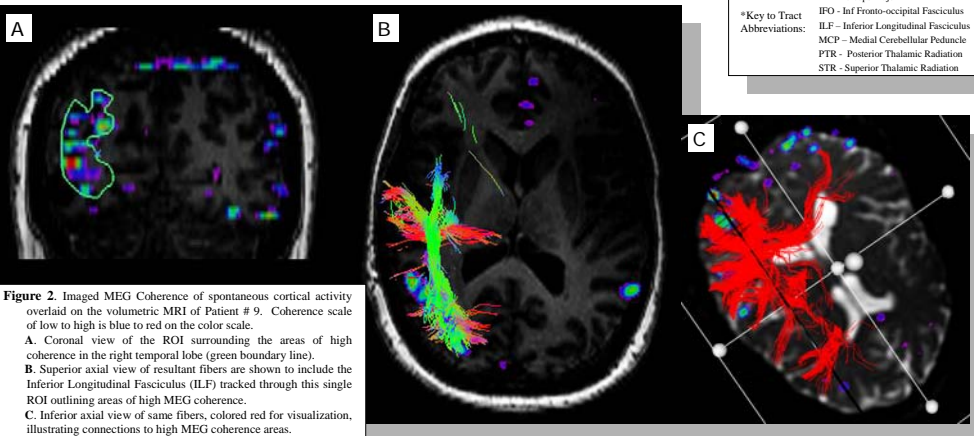 A
B
*Key to Tract
Abbreviations:
IFO - Inf Fronto-occipital Fasciculus
ILF – Inferior Longitudinal Fasciculus
MCP – Medial Cerebellar Peduncle
PTR - Posterior Thalamic Radiation
STR - Superior Thalamic Radiation
C
Figure 2. Imaged MEG Coherence of spontaneous cortical activity
overlaid on the volumetric MRI of Patient # 9. Coherence scale
of low to high is blue to red on the color scale.
A. Coronal view of the ROI surrounding the areas of high
coherence in the right temporal lobe (green boundary line).
B. Superior axial view of resultant fibers are shown to include the
Inferior Longitudinal Fasciculus (ILF) tracked through this single
ROI outlining areas of high MEG coherence.
C. Inferior axial view of same fibers, colored red for visualization,
illustrating connections to high MEG coherence areas.